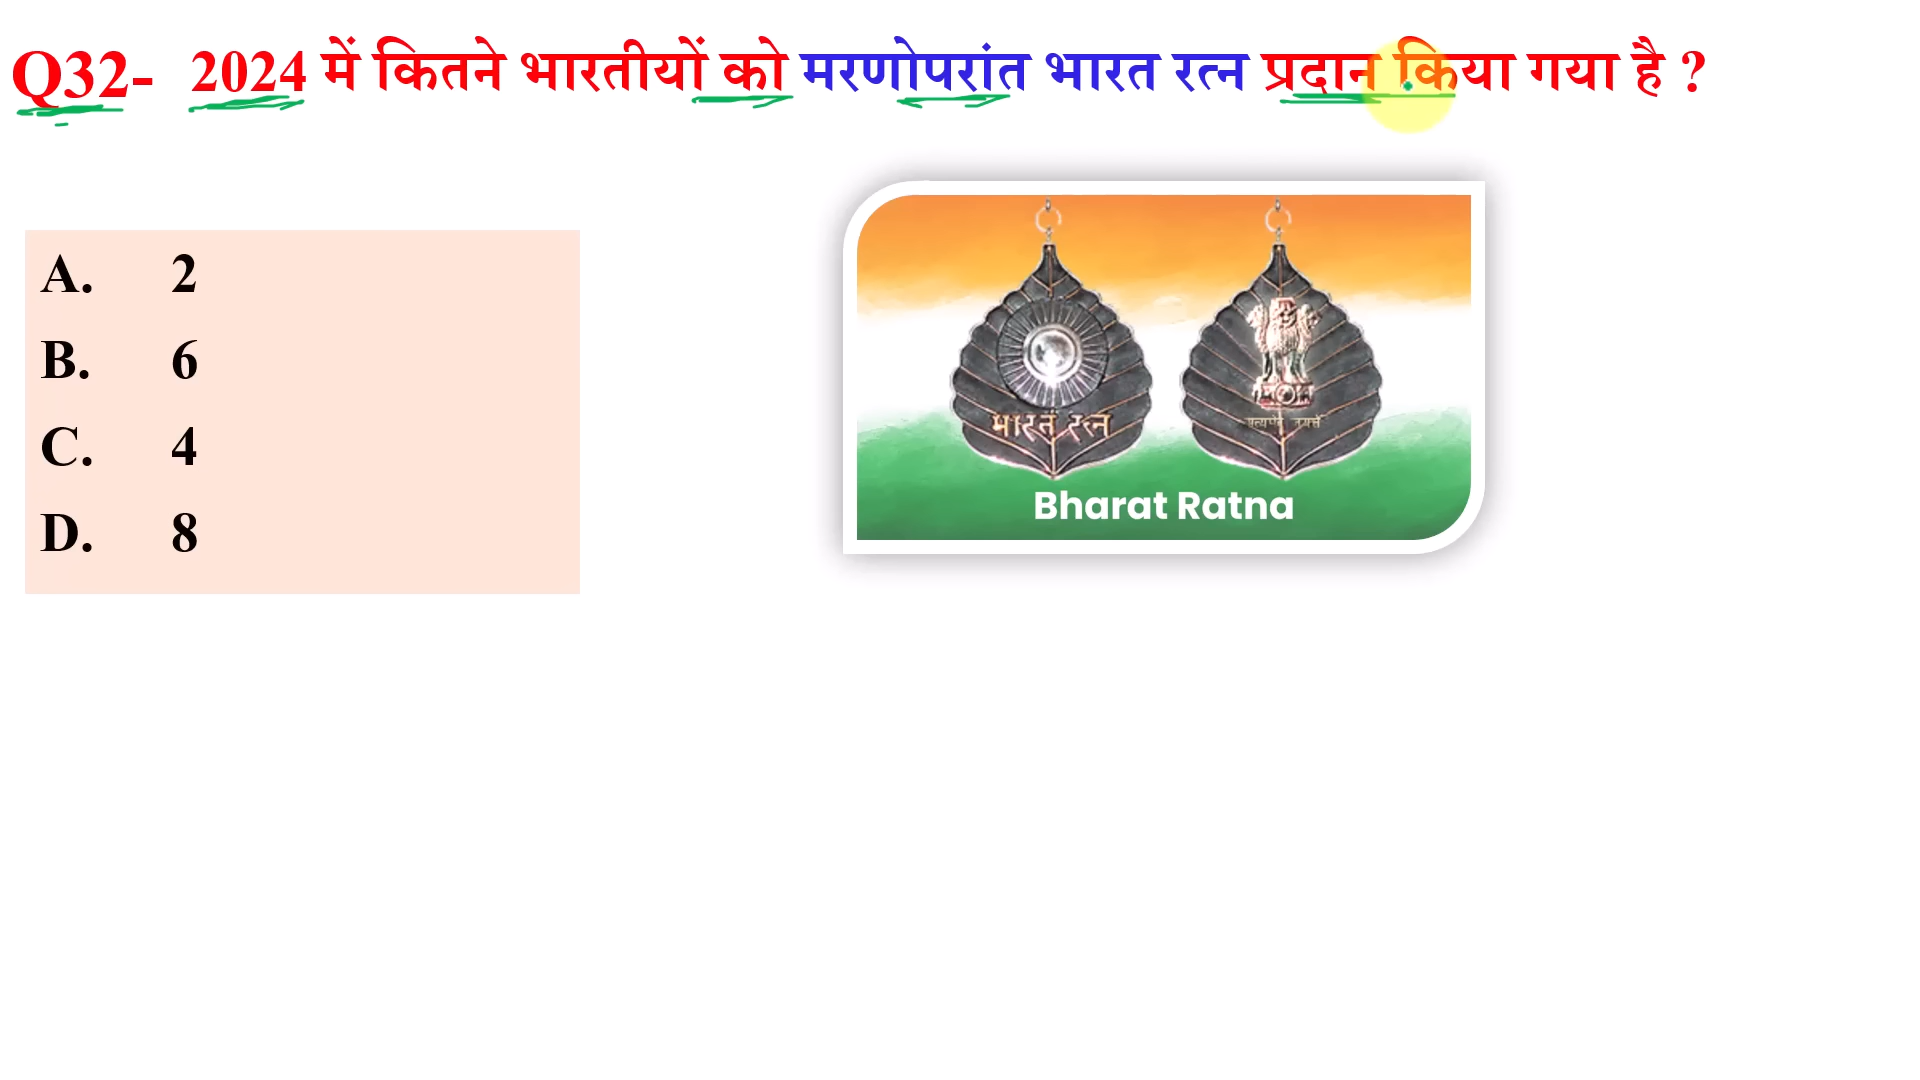 Q32- 2024 में कितने भारतीयों को मरणोपरांत भारत रत्न प्रदान किया गया है ?
A. 2
B. 6
C. 4
D. 8
भारत रत्न
Bharat Ratna